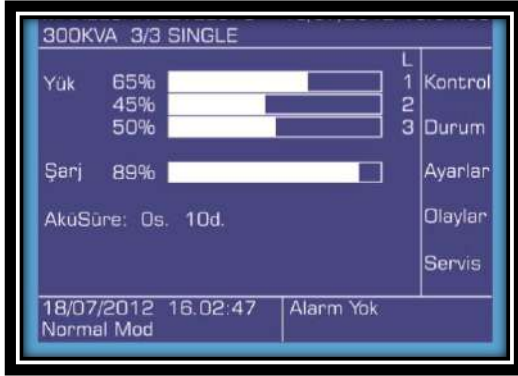 300KVA 3/3 SINGLE
L
Yük 65% 1
45% 2
50% 3
Şarj 89%
AküSüre: 0s. 10d.
Kontrol
Durum
Ayarlar
Olaylar
Servis
18/07/2012 16.02:47 Alarm Yok
Normal Mod